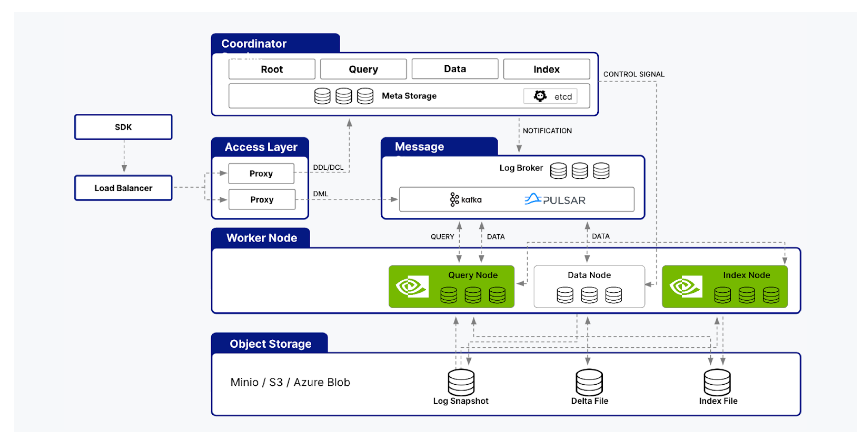 Coordinator
Root
Query
Data
Index
CONTROL SIGNAL
Meta Storage
etcd
SDK
NOTIFICATION
Access Layer
Message
Load Balancer
Proxy
DDL/DCL
Log Broker
Proxy
DML
kafka
PULSAR
QUERY
DATA
DATA
Worker Node
Query Node
Data Node
Index Node
Object Storage
Minio / S3 / Azure Blob
Log Snapshot
Delta File
Index File